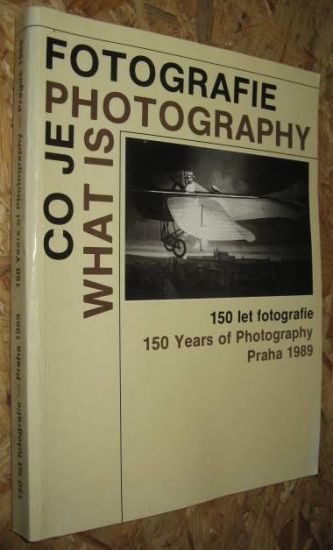 CO JE FOTOGRAFIE
WHAT IS PHOTOGRAPHY
150 let fotografie
150 Years of Photography
Praha 1989
150 let fotografie — Praha 1989 150 Years of Photography Prague 1989